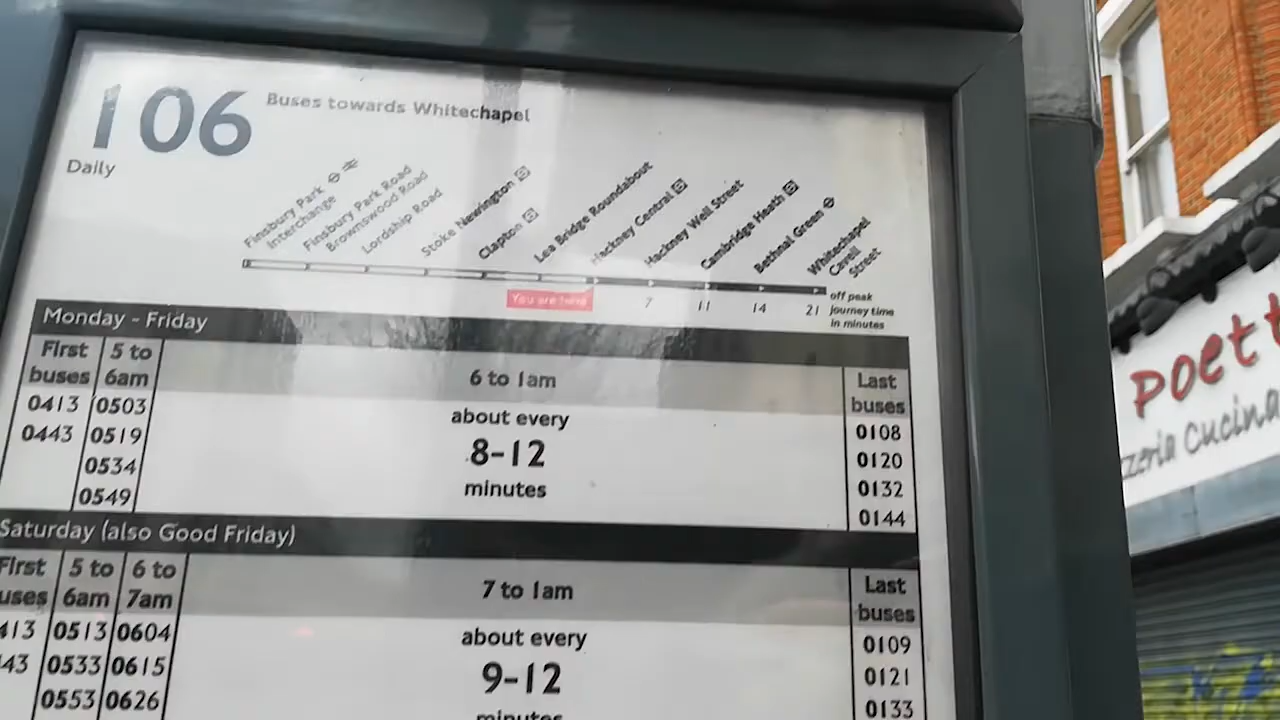 106
Buses towards Whitechapel
Daily
Finsbury Park
Interchange
Finsbury Park Road
Brownswood Road
Lordship Road
Stoke Newington
Clapton
Lea Bridge Roundabout
Hackney Central
Hackney Well Street
Cambridge Heath
Bethnal Green
Whitechapel
Cavell
Street
You are here
7 11 14 21
off peak
journey time
in minutes
Monday - Friday
First buses 5 to 6am 6 to 1am Last buses
0413 0503 about every 0108
0443 0519 8-12 0120
0534 minutes 0132
0549 0144
Saturday (also Good Friday)
First 5 to 6am 6 to 7am 7 to 1am Last buses
0513 0604 about every 0109
0533 0615 9-12 0121
0553 0626 minutes 0133
Poet
Cucina